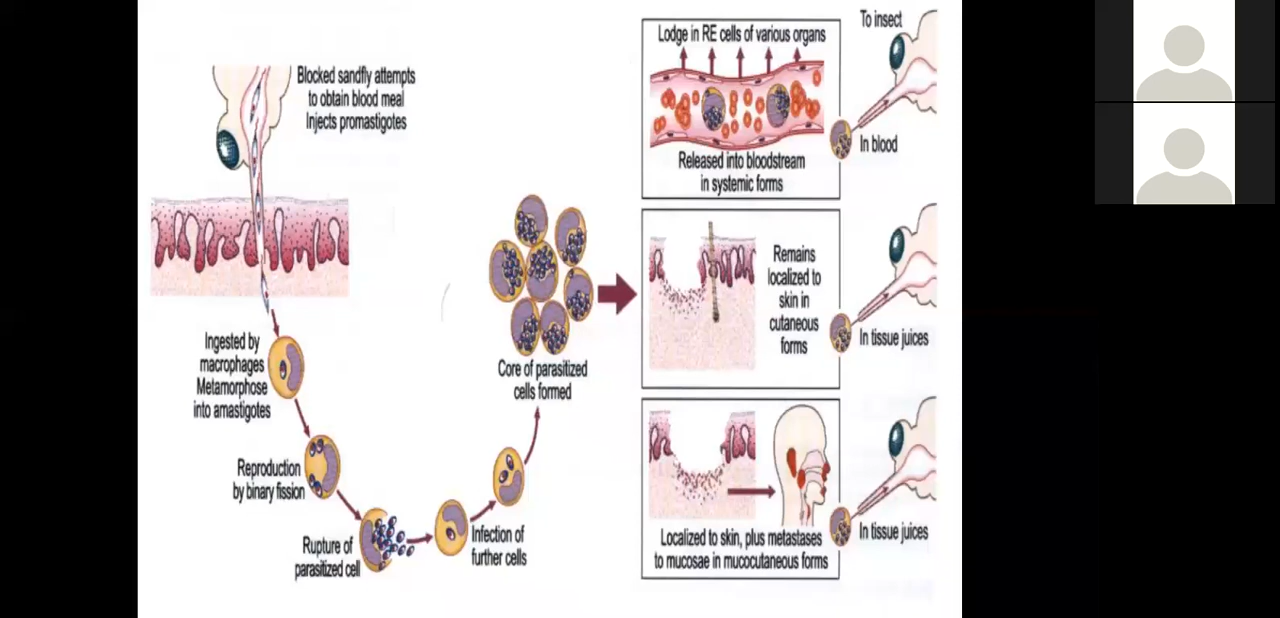 Blocked sandfly attempts
to obtain blood meal
Injects promastigotes
Ingested by
macrophages
Metamorphose
into amastigotes
Reproduction
by binary fission
Rupture of
parasitized cell
Infection of
further cells
Core of parasitized
cells formed
Lodge in RE cells of various organs
Released into bloodstream
in systemic forms
To insect
In blood
Remains
localized to
skin in
cutaneous
forms
In tissue juices
Localized to skin, plus metastases
to mucosae in mucocutaneous forms
In tissue juices